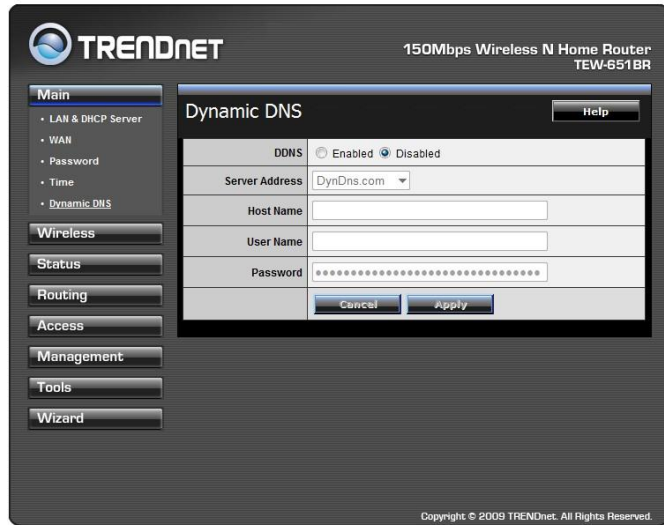 TRENDNET
150Mbps Wireless N Home Router
TEW-651BR
Main
• LAN & DHCP Server
• WAN
• Password
• Time
• Dynamic DNS
Wireless
Status
Routing
Access
Management
Tools
Wizard
Dynamic DNS
Help
DDNS Enabled Disabled
Server Address DynDns.com
Host Name
User Name
Password ••••••••••••••••••••••••••••••••
Cancel Apply
Copyright © 2009 TRENDnet. All Rights Reserved.